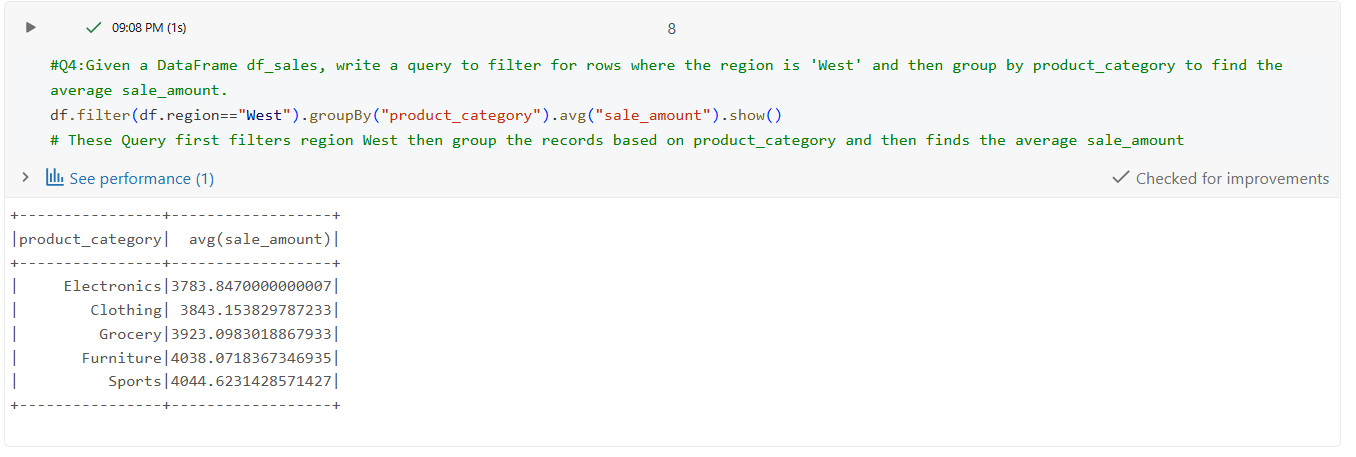 09:08 PM (1s)
8
#Q4:Given a DataFrame df_sales, write a query to filter for rows where the region is 'West' and then group by product_category to find the
average sale_amount.
df.filter(df.region=="West").groupBy("product_category").avg("sale_amount").show()
# These Query first filters region West then group the records based on product_category and then finds the average sale_amount
See performance (1)
Checked for improvements
+----------------+------------------+
|product_category|  avg(sale_amount)|
+----------------+------------------+
|     Electronics|3783.8470000000007|
|        Clothing| 3843.153829787233|
|         Grocery|3923.0983018867933|
|       Furniture|4038.0718367346935|
|          Sports|4044.6231428571427|
+----------------+------------------+